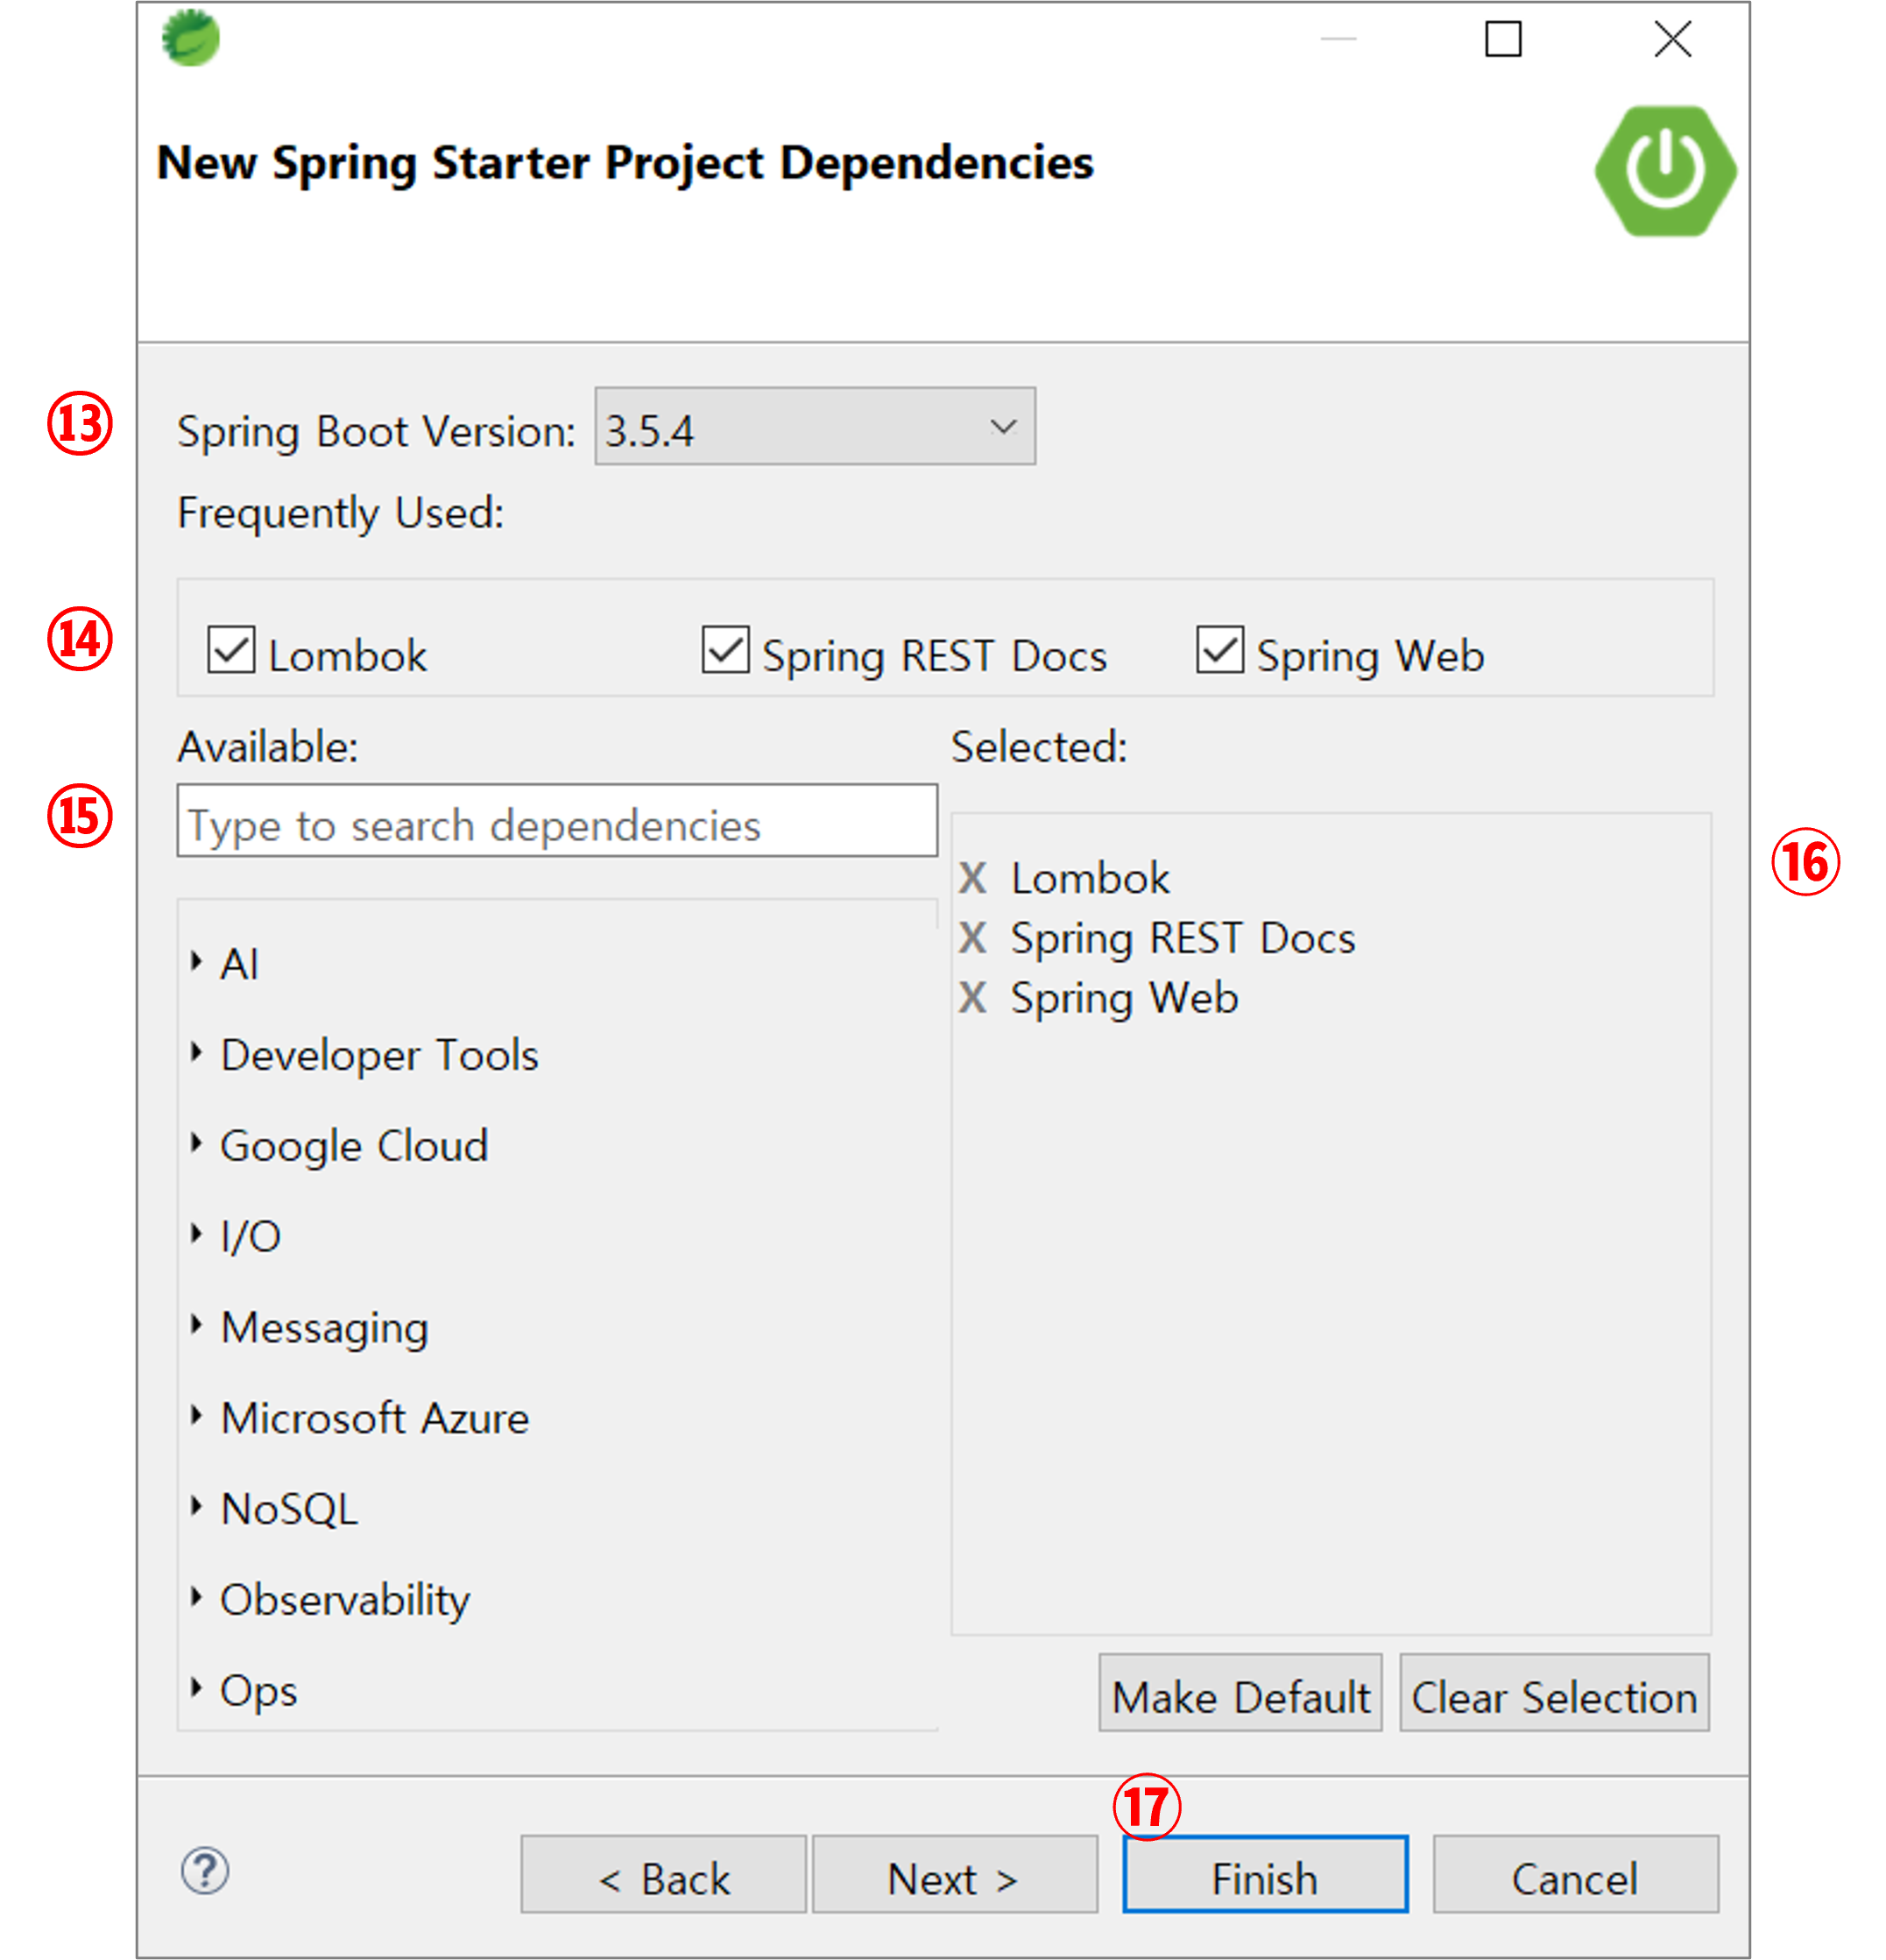 New Spring Starter Project Dependencies
⑬ Spring Boot Version: 3.5.4
Frequently Used:
⑭ Lombok Spring REST Docs Spring Web
Available:
⑮ Type to search dependencies
AI
Developer Tools
Google Cloud
I/O
Messaging
Microsoft Azure
NoSQL
Observability
Ops
Selected:
⑯
X Lombok
X Spring REST Docs
X Spring Web
Make Default Clear Selection
⑰
? < Back Next > Finish Cancel